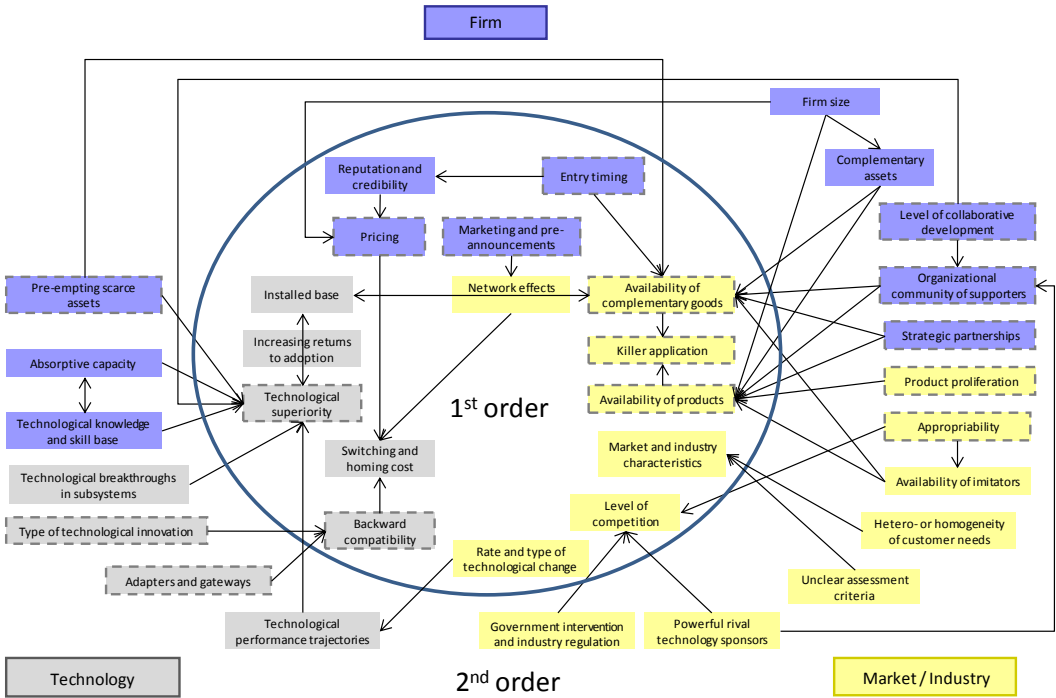 Firm
Firm size
Reputation and
credibility
Entry timing
Complementary
assets
Pricing
Marketing and pre-
announcements
Level of collaborative
development
Pre-empting scarce
assets
Installed base
Network effects
Availability of
complementary goods
Organizational
community of supporters
Increasing returns
to adoption
Killer application
Strategic partnerships
Absorptive capacity
Technological
superiority
1st order
Availability of products
Product proliferation
Technological knowledge
and skill base
Appropriability
Switching and
homing cost
Market and industry
characteristics
Technological breakthroughs
in subsystems
Availability of imitators
Type of technological innovation
Backward
compatibility
Level of
competition
Hetero- or homogeneity
of customer needs
Rate and type of
technological change
Adapters and gateways
Unclear assessment
criteria
Technological
performance trajectories
Government intervention
and industry regulation
Powerful rival
technology sponsors
Technology
2nd order
Market / Industry